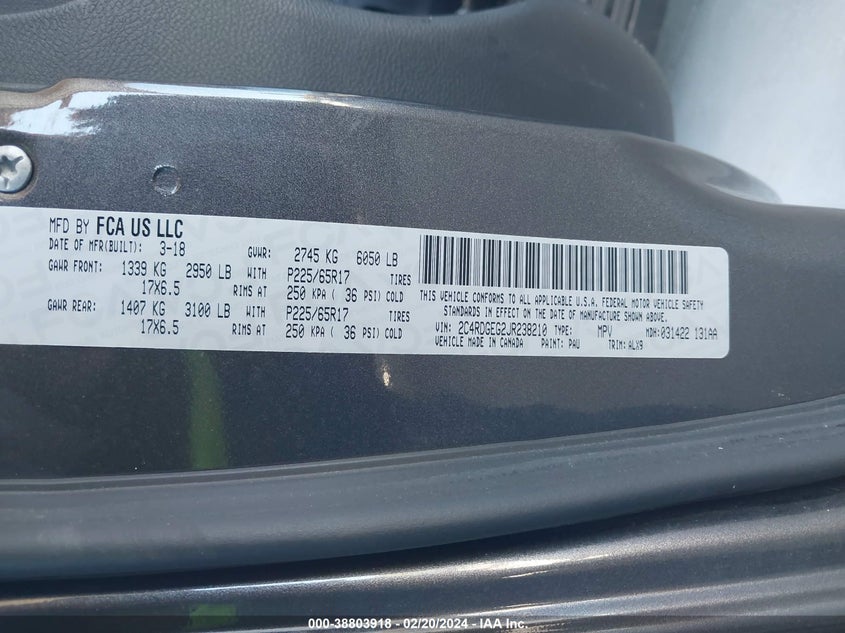 MFD BY FCA US LLC
DATE OF MFR(BUILT): 3-18 GVWR: 2745 KG 6050 LB
GAWR FRONT: 1339 KG 2950 LB WITH P225/65R17 TIRES
17X6.5 RIMS AT 250 KPA ( 36 PSI) COLD
GAWR REAR: 1407 KG 3100 LB WITH P225/65R17 TIRES
17X6.5 RIMS AT 250 KPA ( 36 PSI) COLD
THIS VEHICLE CONFORMS TO ALL APPLICABLE U.S.A. FEDERAL MOTOR VEHICLE SAFETY
STANDARDS IN EFFECT ON THE DATE OF MANUFACTURE SHOWN ABOVE.
VIN: 2C4RDGEG2JR238210 TYPE: MPV MDH:031422 131AA
VEHICLE MADE IN CANADA PAINT: PAU TRIM: ALX9
000-38803918 - 02/20/2024 - IAAI.com